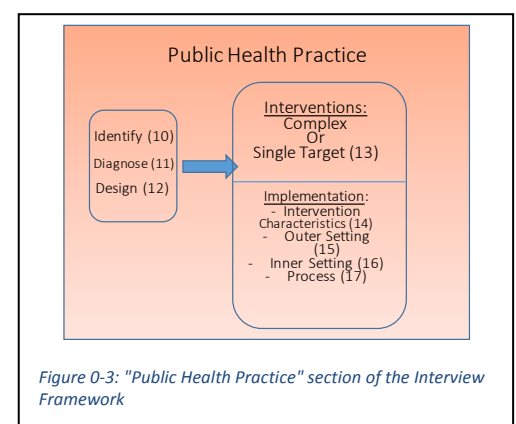 Public Health Practice
Identify (10)
Diagnose (11)
Design (12)
Interventions:
Complex
Or
Single Target (13)
Implementation:
- Intervention
Characteristics (14)
- Outer Setting
(15)
- Inner Setting (16)
- Process (17)
Figure 0-3: "Public Health Practice" section of the Interview
Framework